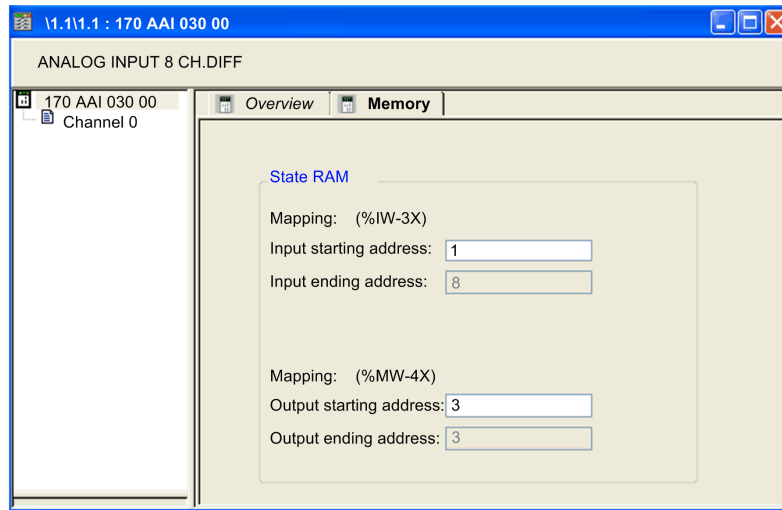 \1.1\1.1 : 170 AAI 030 00
ANALOG INPUT 8 CH.DIFF
170 AAI 030 00
Channel 0
Overview
Memory
State RAM
Mapping: (%IW-3X)
Input starting address: 1
Input ending address: 8
Mapping: (%MW-4X)
Output starting address: 3
Output ending address: 3